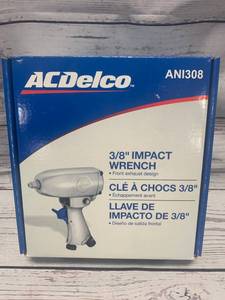 ACDelco
ANI308
3/8" IMPACT
WRENCH
• Front exhaust design
CLÉ À CHOCS 3/8"
• Échappement avant
LLAVE DE
IMPACTO DE 3/8"
• Diseño de salida frontal